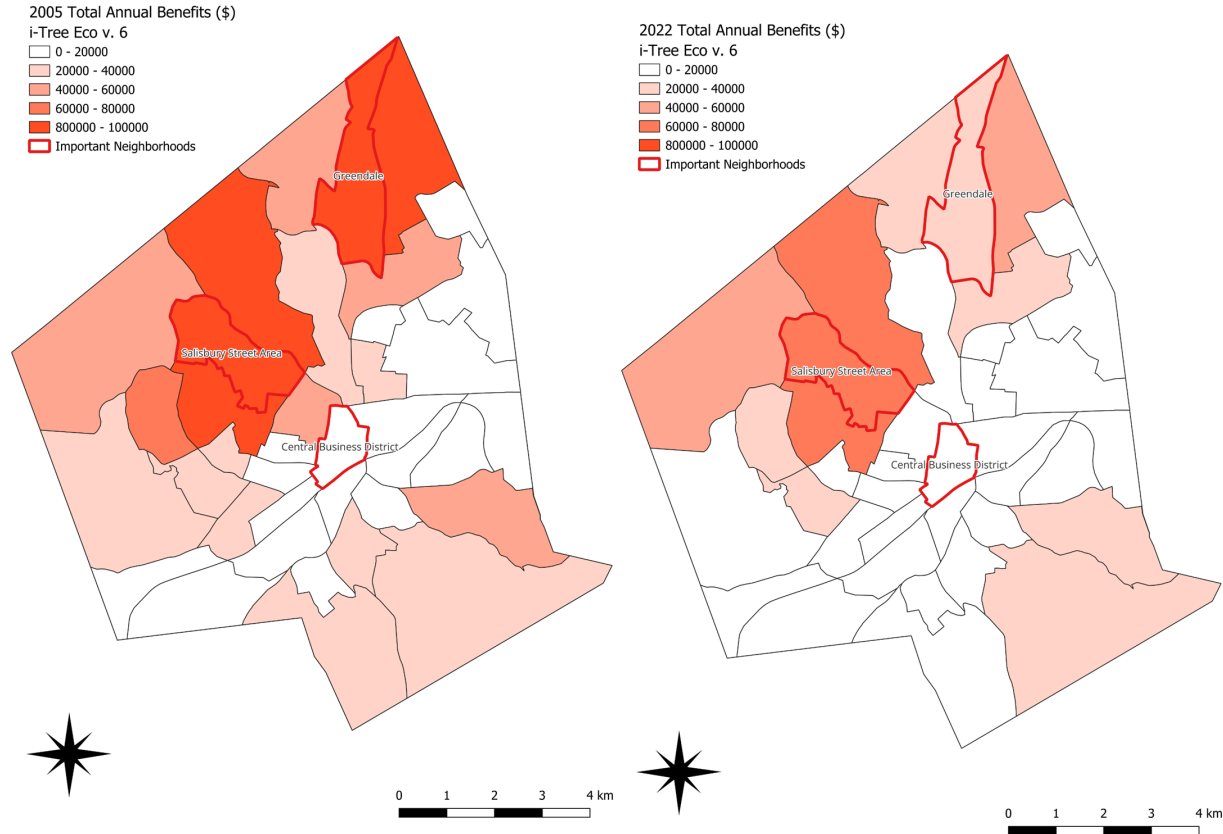 2005 Total Annual Benefits ($)
i-Tree Eco v. 6
0 - 20000
20000 - 40000
40000 - 60000
60000 - 80000
800000 - 100000
Important Neighborhoods
Greendale
Salisbury Street Area
Central Business District
0 1 2 3 4 km
2022 Total Annual Benefits ($)
i-Tree Eco v. 6
0 - 20000
20000 - 40000
40000 - 60000
60000 - 80000
800000 - 100000
Important Neighborhoods
Greendale
Salisbury Street Area
Central Business District
0 1 2 3 4 km